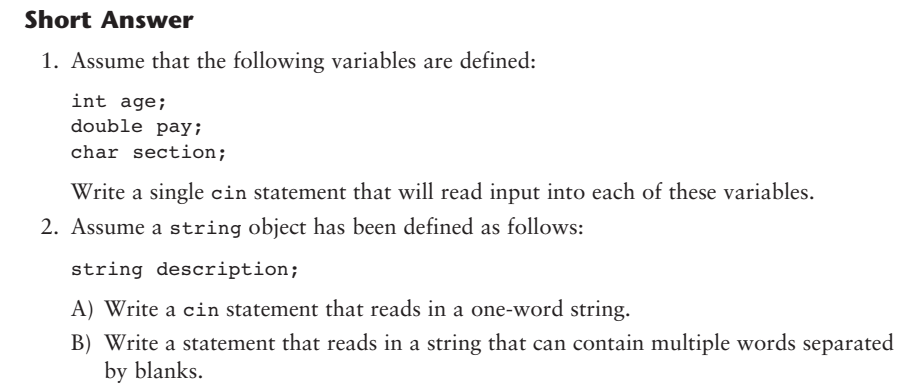 Short Answer
1. Assume that the following variables are defined:
int age;
double pay;
char section;
Write a single cin statement that will read input into each of these variables.
2. Assume a string object has been defined as follows:
string description;
A) Write a cin statement that reads in a one-word string.
B) Write a statement that reads in a string that can contain multiple words separated
by blanks.